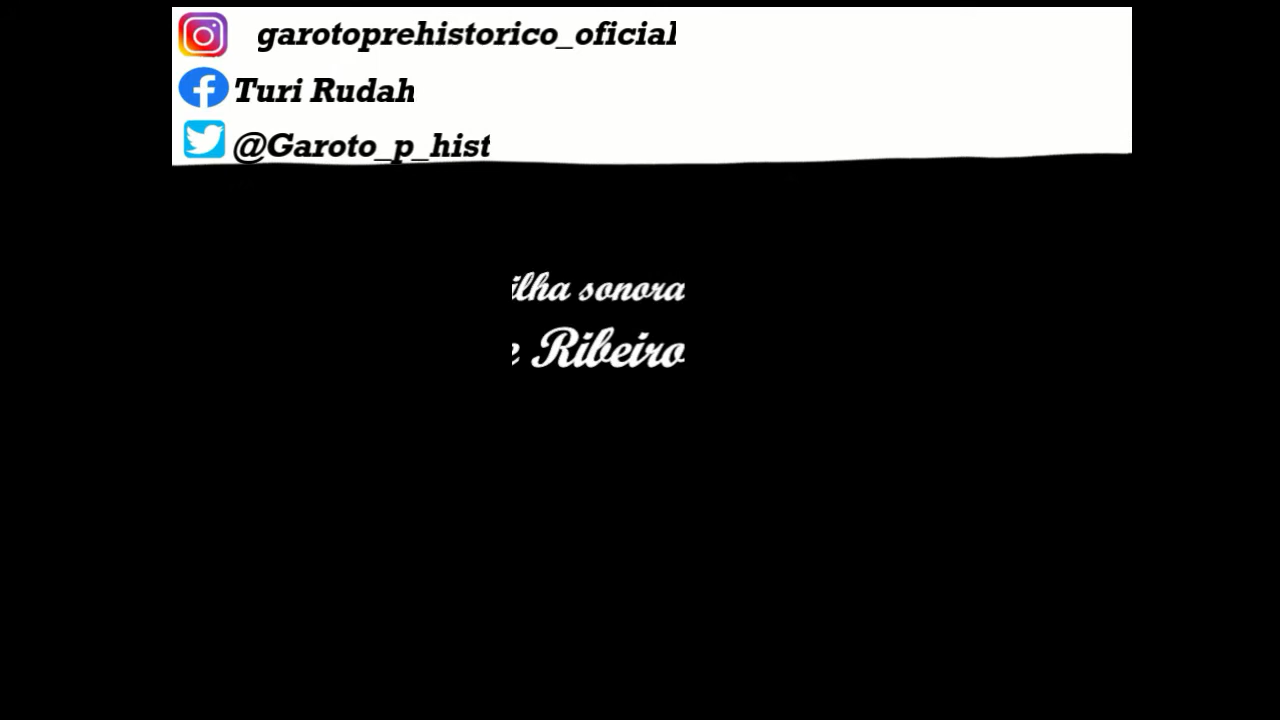 garotoprehistorico_oficial
Turi Rudah
@Garoto_p_hist
ilha sonora
e Ribeiro